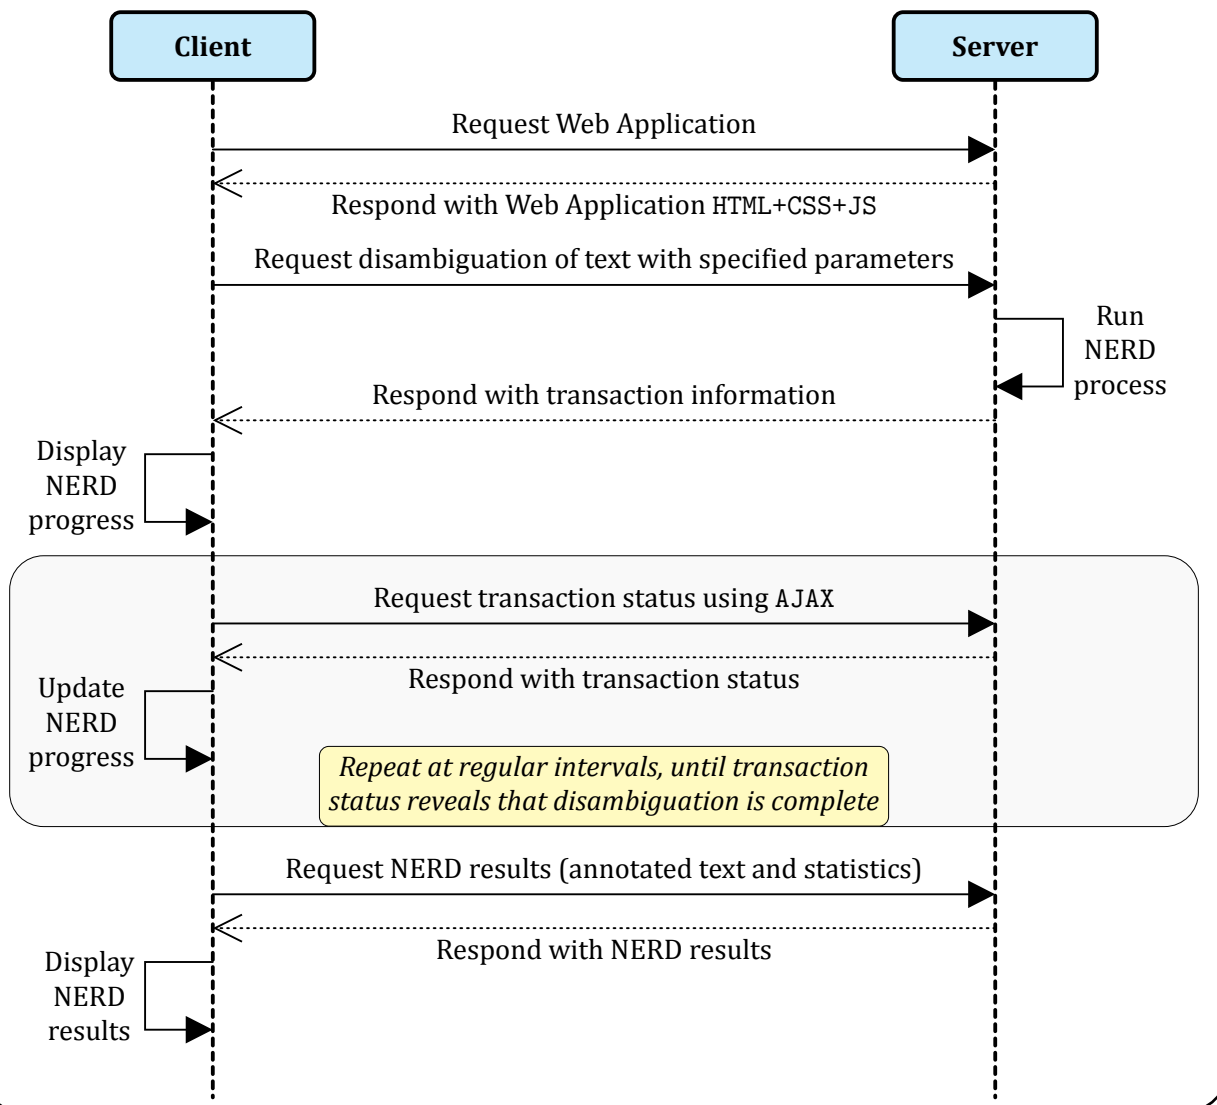 Client
Server
Request Web Application
Respond with Web Application HTML+CSS+JS
Request disambiguation of text with specified parameters
Run
NERD
process
Respond with transaction information
Display
NERD
progress
Request transaction status using AJAX
Respond with transaction status
Update
NERD
progress
Repeat at regular intervals, until transaction
status reveals that disambiguation is complete
Request NERD results (annotated text and statistics)
Respond with NERD results
Display
NERD
results